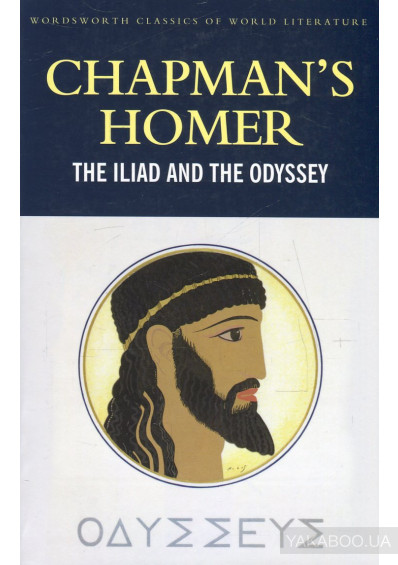 WORDSWORTH CLASSICS OF WORLD LITERATURE
CHAPMAN'S
HOMER
THE ILIAD AND THE ODYSSEY
ΟΔΥΣΣΕΥΣ
YAKABOO.UA